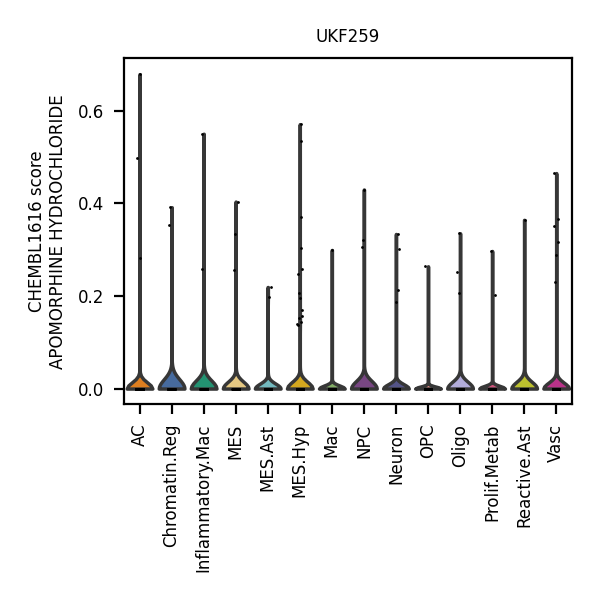 UKF259
CHEMBL1616 score
APOMORPHINE HYDROCHLORIDE
0.6
0.4
0.2
0.0
AC
Chromatin.Reg
Inflammatory.Mac
MES
MES.Ast
MES.Hyp
Mac
NPC
Neuron
OPC
Oligo
Prolif.Metab
Reactive.Ast
Vasc